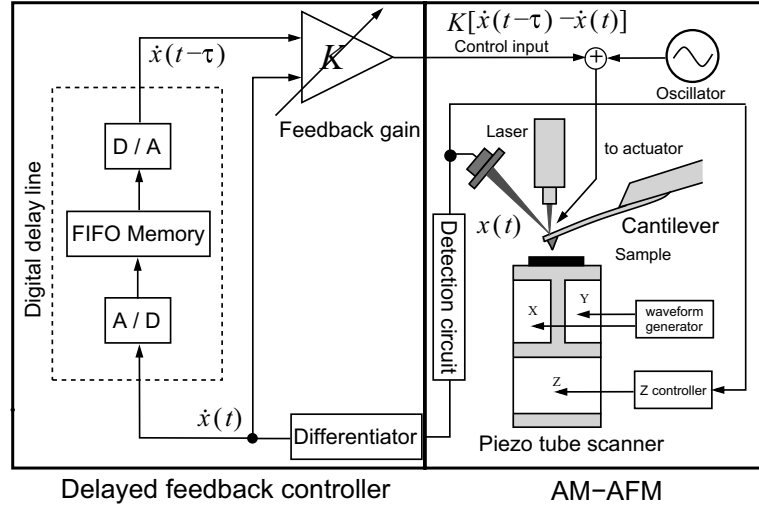 ẋ(t−τ)
K
Feedback gain
Digital delay line
D / A
FIFO Memory
A / D
ẋ(t)
Differentiator
Delayed feedback controller
K[ẋ(t−τ) −ẋ(t)]
Control input
+
Oscillator
Laser
to actuator
x(t)
Cantilever
Sample
Detection circuit
X
Y
waveform
generator
Z
Z controller
Piezo tube scanner
AM−AFM